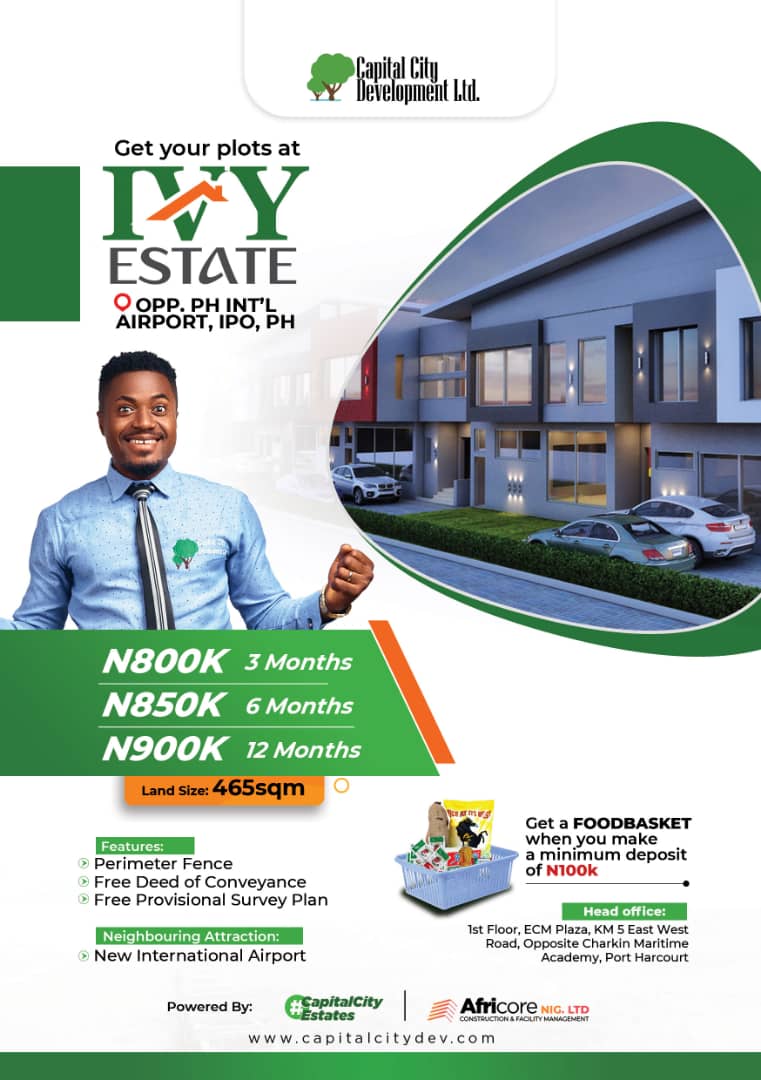 Capital City
Development Ltd.
Get your plots at
IVY
ESTATE
OPP. PH INT'L
AIRPORT, IPO, PH
N800K 3 Months
N850K 6 Months
N900K 12 Months
Land Size: 465sqm
Features:
Perimeter Fence
Free Deed of Conveyance
Free Provisional Survey Plan
Neighbouring Attraction:
New International Airport
Get a FOODBASKET
when you make
a minimum deposit
of N100k
Head office:
1st Floor, ECM Plaza, KM 5 East West
Road, Opposite Charkin Maritime
Academy, Port Harcourt
Powered By:
#CapitalCity
Estates
Africore NIG. LTD
CONSTRUCTION & FACILITY MANAGEMENT
www.capitalcitydev.com